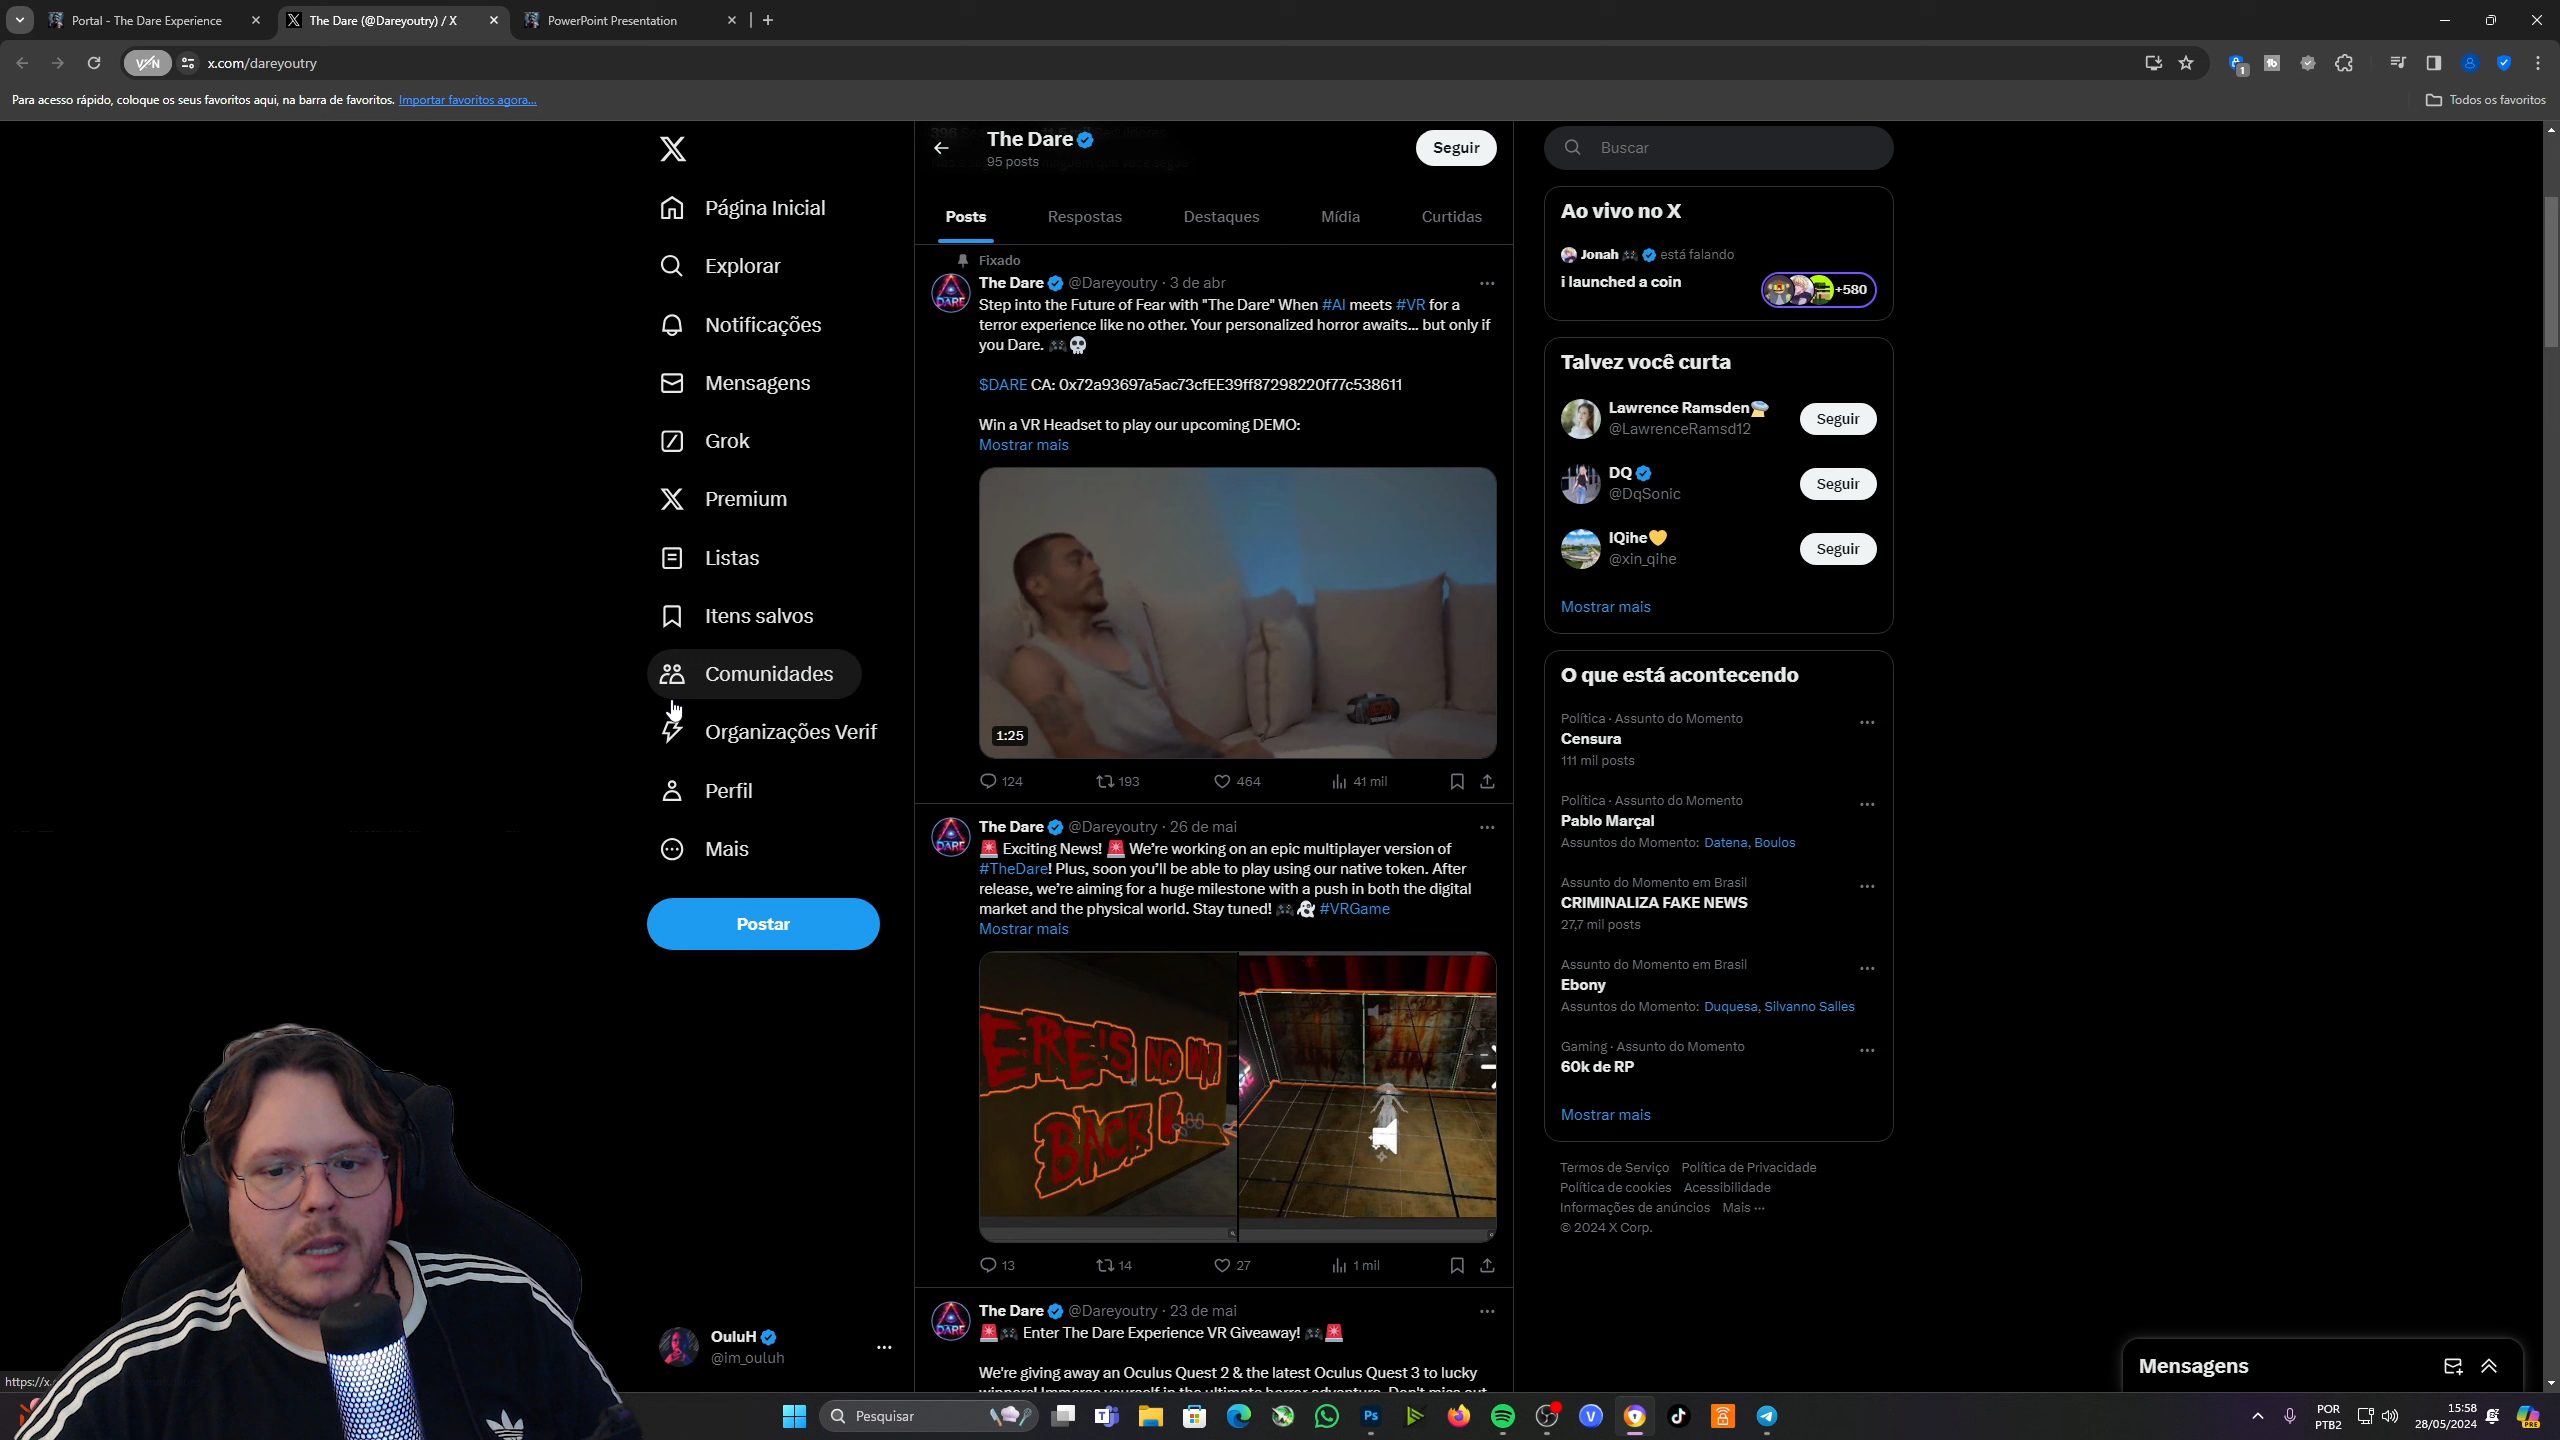 Portal - The Dare Experience
The Dare (@Dareyoutry) / X
PowerPoint Presentation
VPN
x.com/dareyoutry
1
Para acesso rápido, coloque os seus favoritos aqui, na barra de favoritos. Importar favoritos agora...
Todos os favoritos
Página Inicial
Explorar
Notificações
Mensagens
Grok
Premium
Listas
Itens salvos
Comunidades
Organizações Verif
Perfil
Mais
Postar
OuluH
@im_ouluh
https://x.
The Dare
95 posts
Seguir
Posts
Respostas
Destaques
Mídia
Curtidas
Fixado
The Dare @Dareyoutry · 3 de abr
Step into the Future of Fear with "The Dare" When #AI meets #VR for a
terror experience like no other. Your personalized horror awaits... but only if
you Dare. 🎮💀
$DARE CA: 0x72a93697a5ac73cfEE39ff87298220f77c538611
Win a VR Headset to play our upcoming DEMO:
Mostrar mais
1:25
124
193
464
41 mil
The Dare @Dareyoutry · 26 de mai
🚨 Exciting News! 🚨 We're working on an epic multiplayer version of
#TheDare! Plus, soon you'll be able to play using our native token. After
release, we're aiming for a huge milestone with a push in both the digital
market and the physical world. Stay tuned! 🎮👻 #VRGame
Mostrar mais
ERE'S NO WAY
BACK!
13
14
27
1 mil
The Dare @Dareyoutry · 23 de mai
🚨🎮 Enter The Dare Experience VR Giveaway! 🎮🚨
We're giving away an Oculus Quest 2 & the latest Oculus Quest 3 to lucky
Buscar
Ao vivo no X
Jonah 🎮 está falando
i launched a coin
+580
Talvez você curta
Lawrence Ramsden
@LawrenceRamsd12
Seguir
DQ
@DqSonic
Seguir
IQihe💛
@xin_qihe
Seguir
Mostrar mais
O que está acontecendo
Política · Assunto do Momento
Censura
111 mil posts
Política · Assunto do Momento
Pablo Marçal
Assuntos do Momento: Datena, Boulos
Assunto do Momento em Brasil
CRIMINALIZA FAKE NEWS
27,7 mil posts
Assunto do Momento em Brasil
Ebony
Assuntos do Momento: Duquesa, Silvanno Salles
Gaming · Assunto do Momento
60k de RP
Mostrar mais
Termos de Serviço Política de Privacidade
Política de cookies Acessibilidade
Informações de anúncios Mais ···
© 2024 X Corp.
Mensagens
Pesquisar
POR
PTB2
15:58
28/05/2024